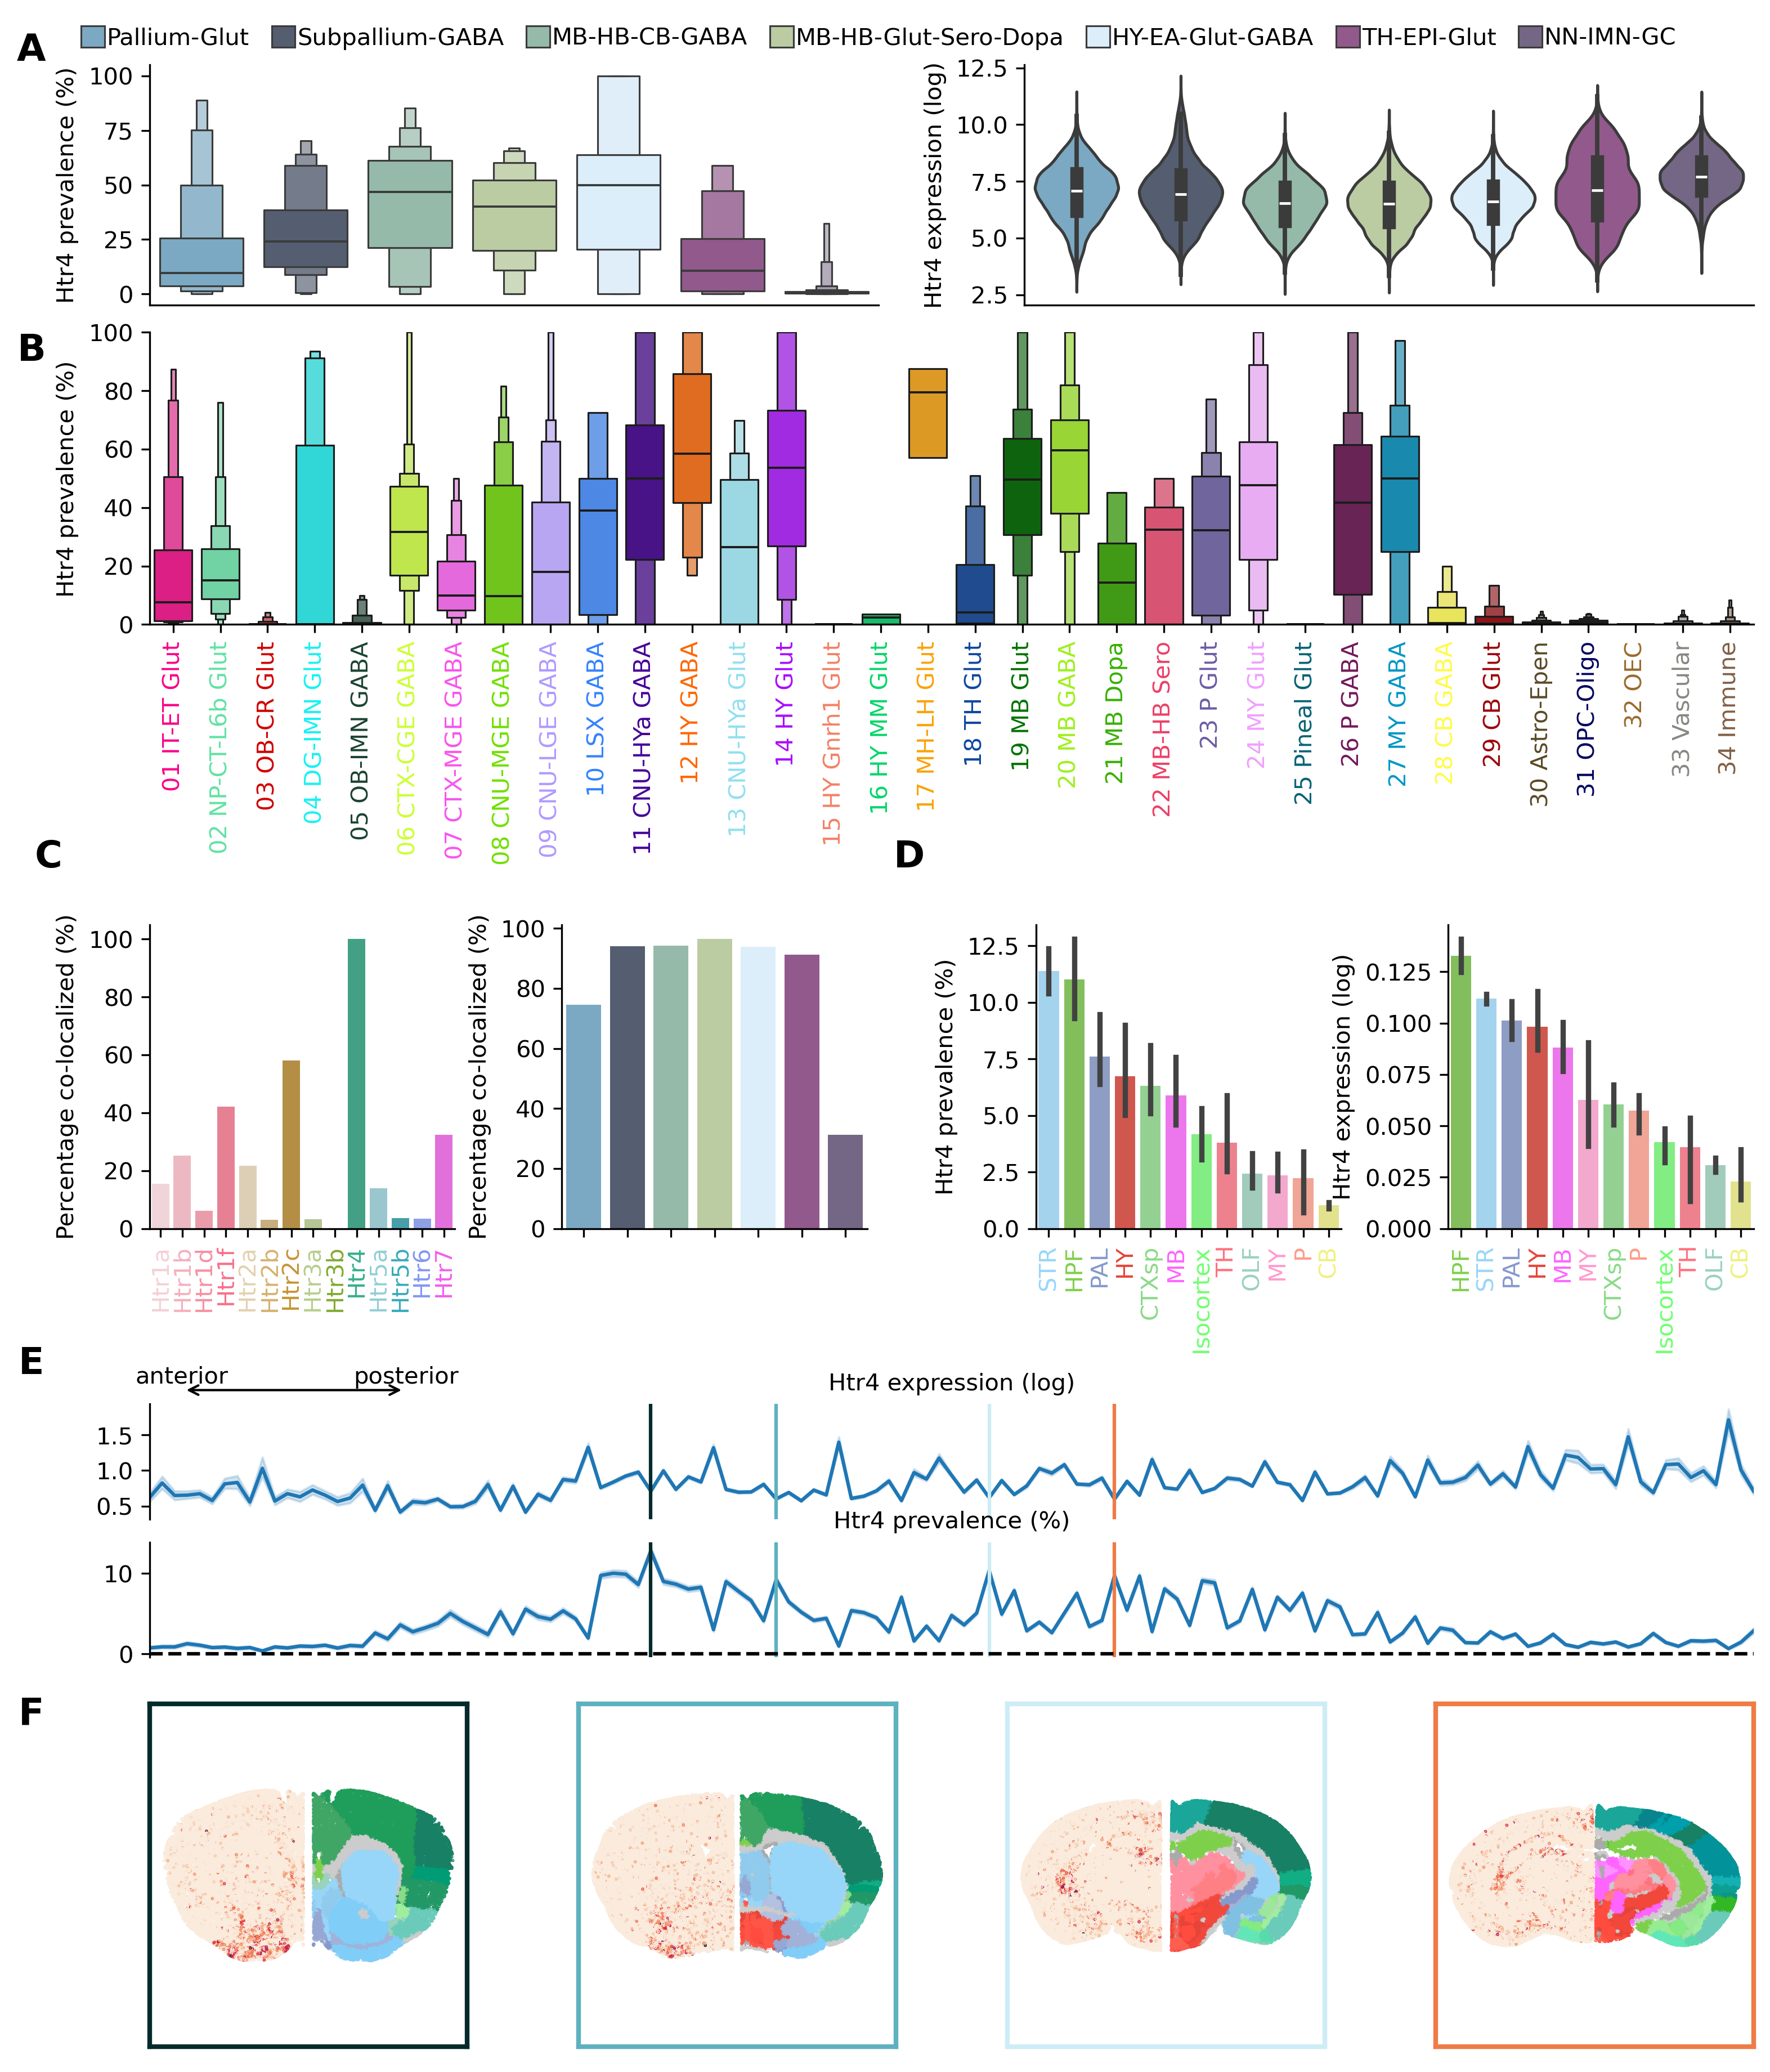 A
Pallium-Glut Subpallium-GABA MB-HB-CB-GABA MB-HB-Glut-Sero-Dopa HY-EA-Glut-GABA TH-EPI-Glut NN-IMN-GC
Htr4 prevalence (%)
100
75
50
25
0
Htr4 expression (log)
12.5
10.0
7.5
5.0
2.5
B
Htr4 prevalence (%)
100
80
60
40
20
0
01 IT-ET Glut
02 NP-CT-L6b Glut
03 OB-CR Glut
04 DG-IMN Glut
05 OB-IMN GABA
06 CTX-CGE GABA
07 CTX-MGE GABA
08 CNU-MGE GABA
09 CNU-LGE GABA
10 LSX GABA
11 CNU-HYa GABA
12 HY GABA
13 CNU-HYa Glut
14 HY Glut
15 HY Gnrh1 Glut
16 HY MM Glut
17 MH-LH Glut
18 TH Glut
19 MB Glut
20 MB GABA
21 MB Dopa
22 MB-HB Sero
23 P Glut
24 MY Glut
25 Pineal Glut
26 P GABA
27 MY GABA
28 CB GABA
29 CB Glut
30 Astro-Epen
31 OPC-Oligo
32 OEC
33 Vascular
34 Immune
C
Percentage co-localized (%)
100
80
60
40
20
0
Htr1a
Htr1b
Htr1d
Htr1f
Htr2a
Htr2b
Htr2c
Htr3a
Htr3b
Htr4
Htr5a
Htr5b
Htr6
Htr7
Percentage co-localized (%)
100
80
60
40
20
0
D
Htr4 prevalence (%)
12.5
10.0
7.5
5.0
2.5
0.0
STR
HPF
PAL
HY
CTXsp
MB
Isocortex
TH
OLF
MY
P
CB
Htr4 expression (log)
0.125
0.100
0.075
0.050
0.025
0.000
HPF
STR
PAL
HY
MB
MY
CTXsp
P
Isocortex
TH
OLF
CB
E
anterior posterior
Htr4 expression (log)
1.5
1.0
0.5
Htr4 prevalence (%)
10
0
F